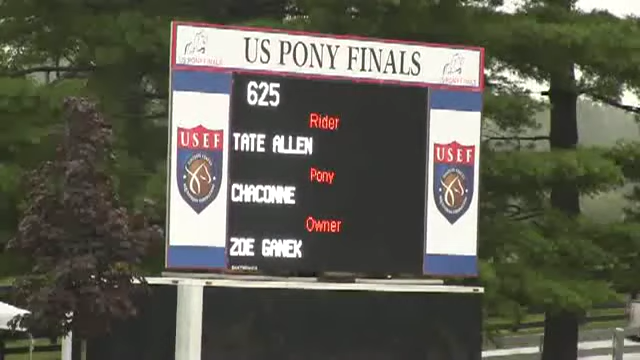 US PONY FINALS
625
Rider
TATE ALLEN
Pony
CHACONNE
Owner
ZOE GANEK
USEF
USEF